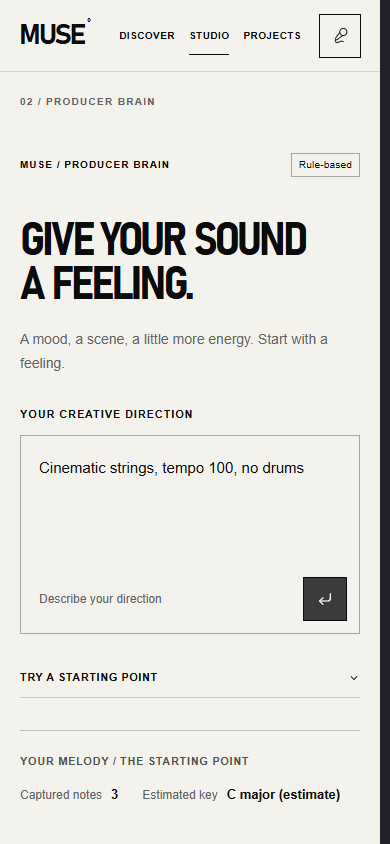 MUSE°
DISCOVER STUDIO PROJECTS
02 / PRODUCER BRAIN
MUSE / PRODUCER BRAIN
Rule-based
GIVE YOUR SOUND
A FEELING.
A mood, a scene, a little more energy. Start with a
feeling.
YOUR CREATIVE DIRECTION
Cinematic strings, tempo 100, no drums
Describe your direction
TRY A STARTING POINT
YOUR MELODY / THE STARTING POINT
Captured notes 3 Estimated key C major (estimate)